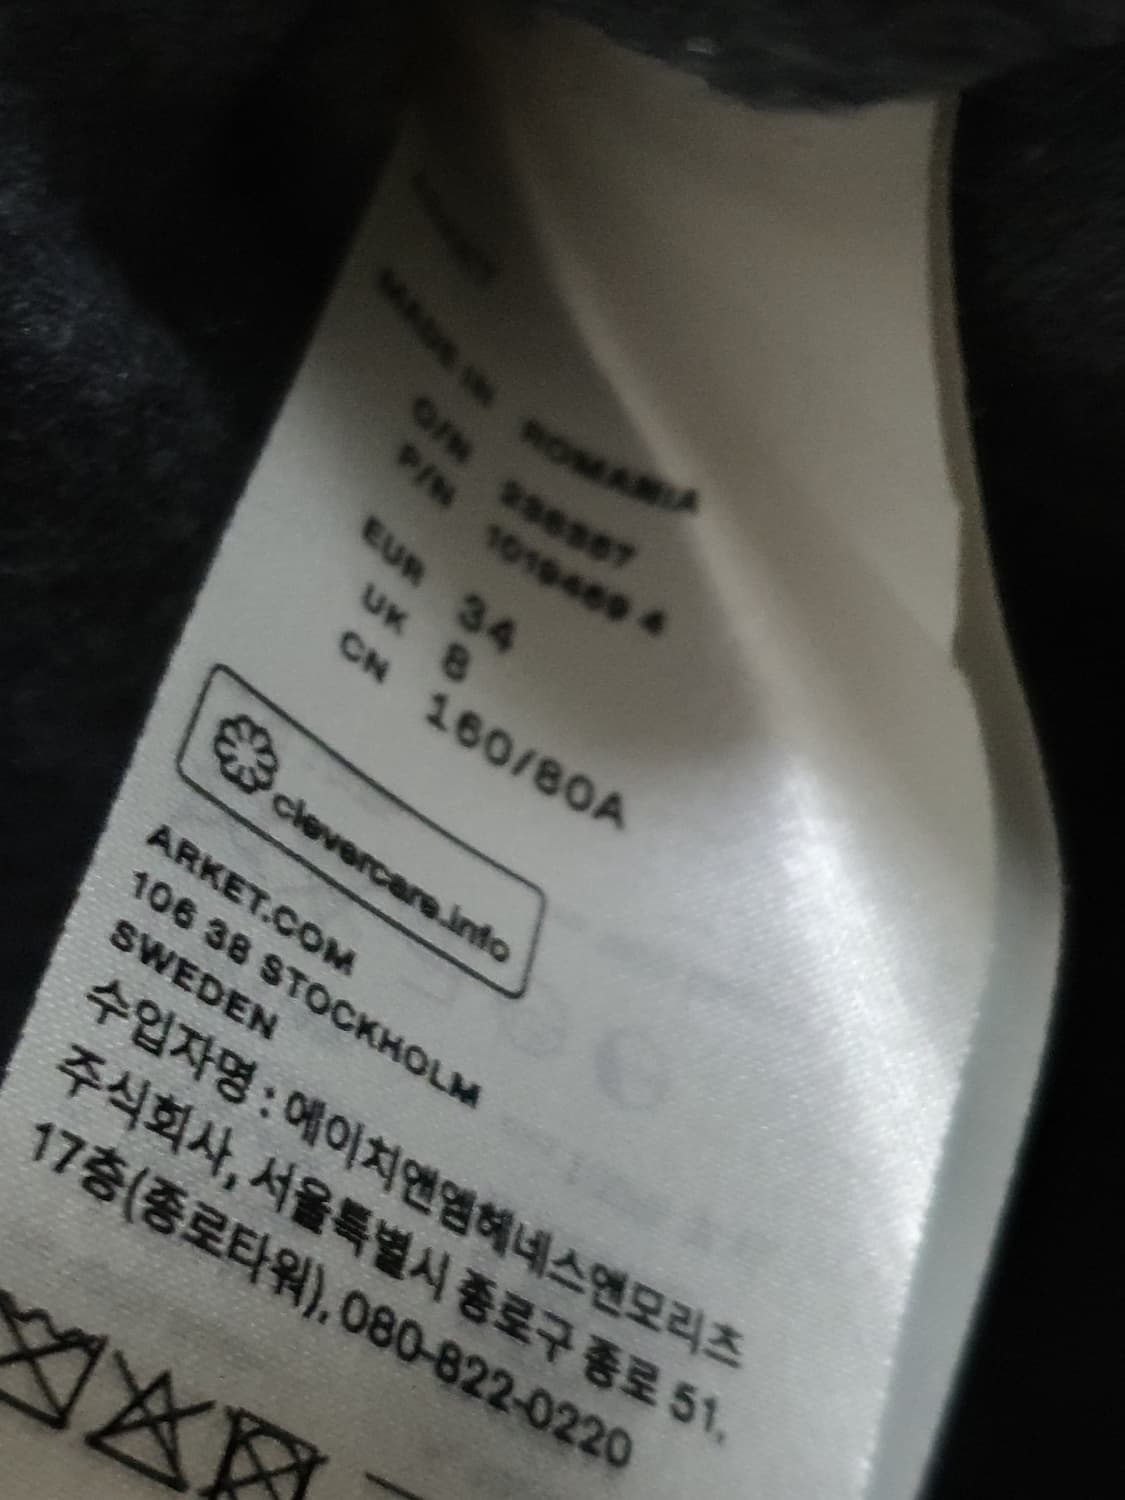 MADE IN ROMANIA
O/N
P/N 1019469 4
EUR 34
UK 8
CN 160/80A
clevercare.info
ARKET.COM
106 38 STOCKHOLM
SWEDEN
수입자명 : 에이치앤엠헤네스앤모리츠
주식회사, 서울특별시 종로구 종로 51,
17층(종로타워), 080-822-0220